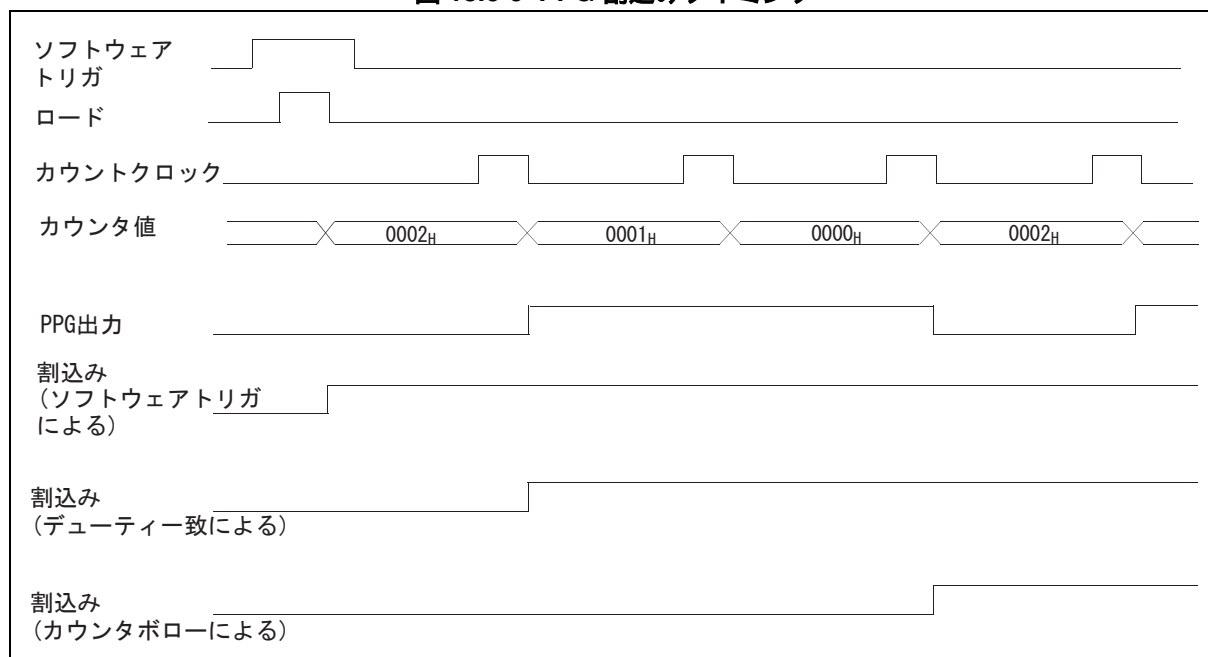 ソフトウェア
トリガ
ロード
カウントクロック
カウンタ値
0002H
0001H
0000H
0002H
PPG出力
割込み
(ソフトウェアトリガ
による)
割込み
(デューティ一致による)
割込み
(カウンタボローによる)